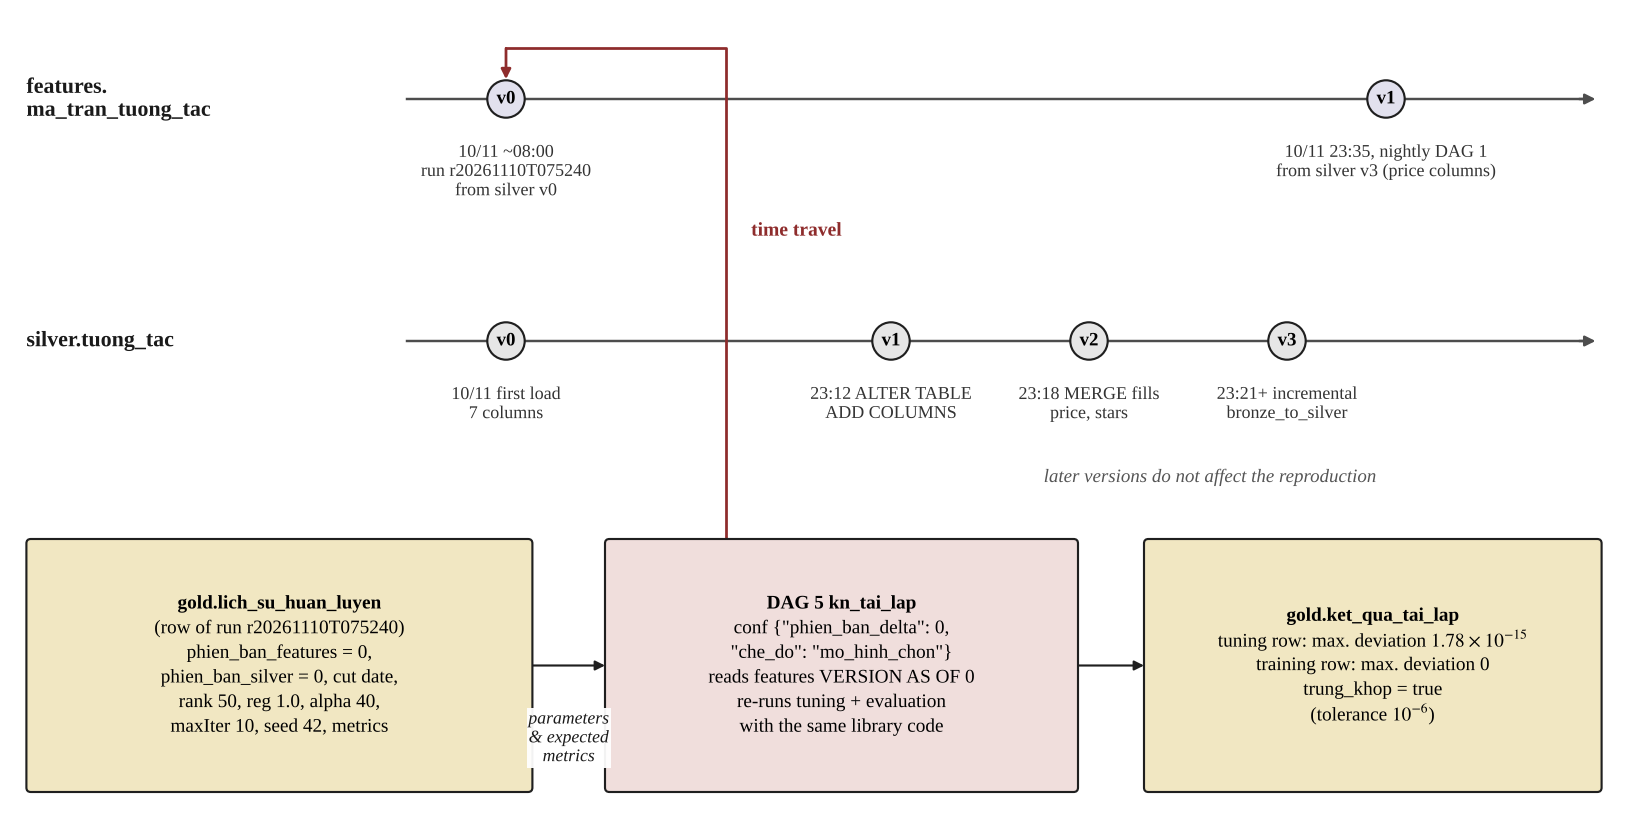 features.
ma_tran_tuong_tac
v0
v1
10/11 ~08:00
run r20261110T075240
from silver v0
10/11 23:35, nightly DAG 1
from silver v3 (price columns)
time travel
silver.tuong_tac
v0
v1
v2
v3
10/11 first load
7 columns
23:12 ALTER TABLE
ADD COLUMNS
23:18 MERGE fills
price, stars
23:21+ incremental
bronze_to_silver
later versions do not affect the reproduction
gold.lich_su_huan_luyen
(row of run r20261110T075240)
phien_ban_features = 0,
phien_ban_silver = 0, cut date,
rank 50, reg 1.0, alpha 40,
maxIter 10, seed 42, metrics
parameters
& expected
metrics
DAG 5 kn_tai_lap
conf {"phien_ban_delta": 0,
"che_do": "mo_hinh_chon"}
reads features VERSION AS OF 0
re-runs tuning + evaluation
with the same library code
gold.ket_qua_tai_lap
tuning row: max. deviation 1.78 × 10⁻¹⁵
training row: max. deviation 0
trung_khop = true
(tolerance 10⁻⁶)